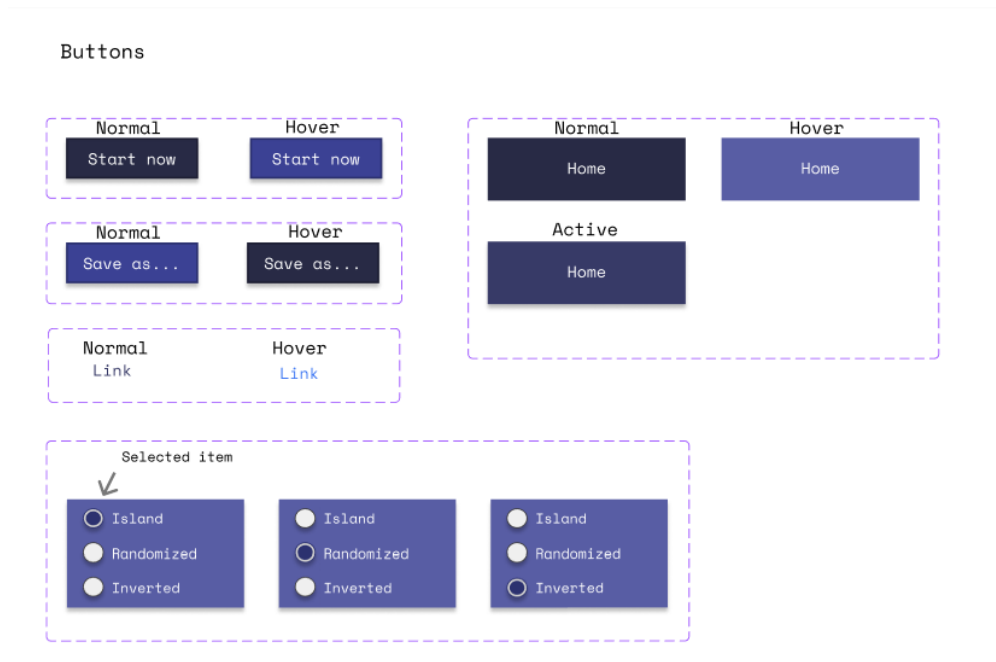 Buttons
Normal
Hover
Start now
Start now
Normal
Hover
Save as...
Save as...
Normal
Hover
Link
Link
Normal
Hover
Home
Home
Active
Home
Selected item
Island
Randomized
Inverted
Island
Randomized
Inverted
Island
Randomized
Inverted